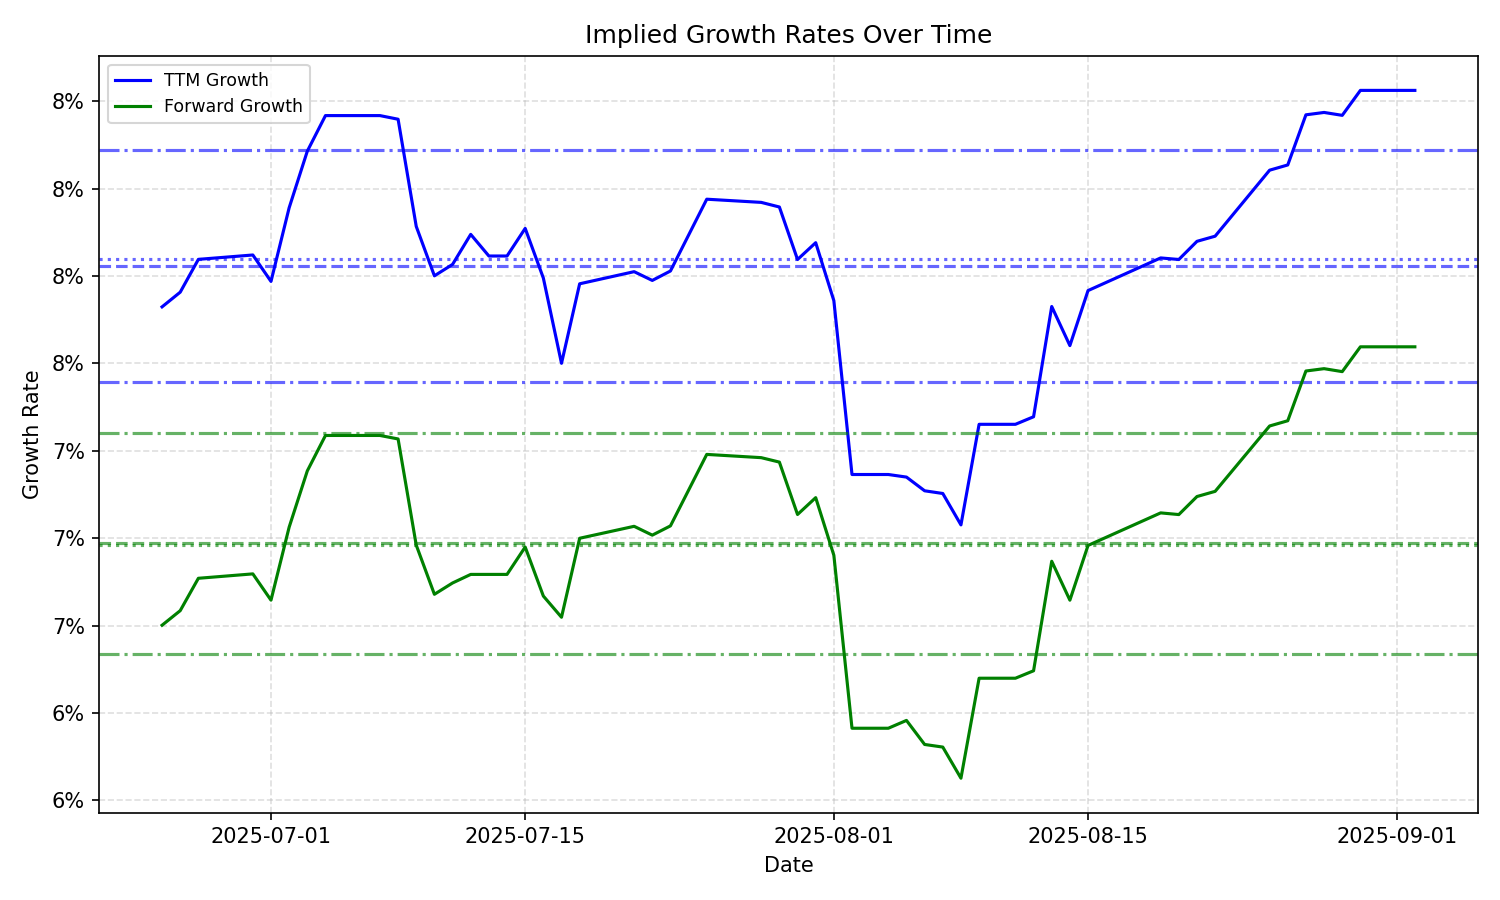 Implied Growth Rates Over Time
TTM Growth
Forward Growth
8%
8%
8%
8%
7%
7%
7%
6%
6%
Growth Rate
2025-07-01
2025-07-15
2025-08-01
2025-08-15
2025-09-01
Date